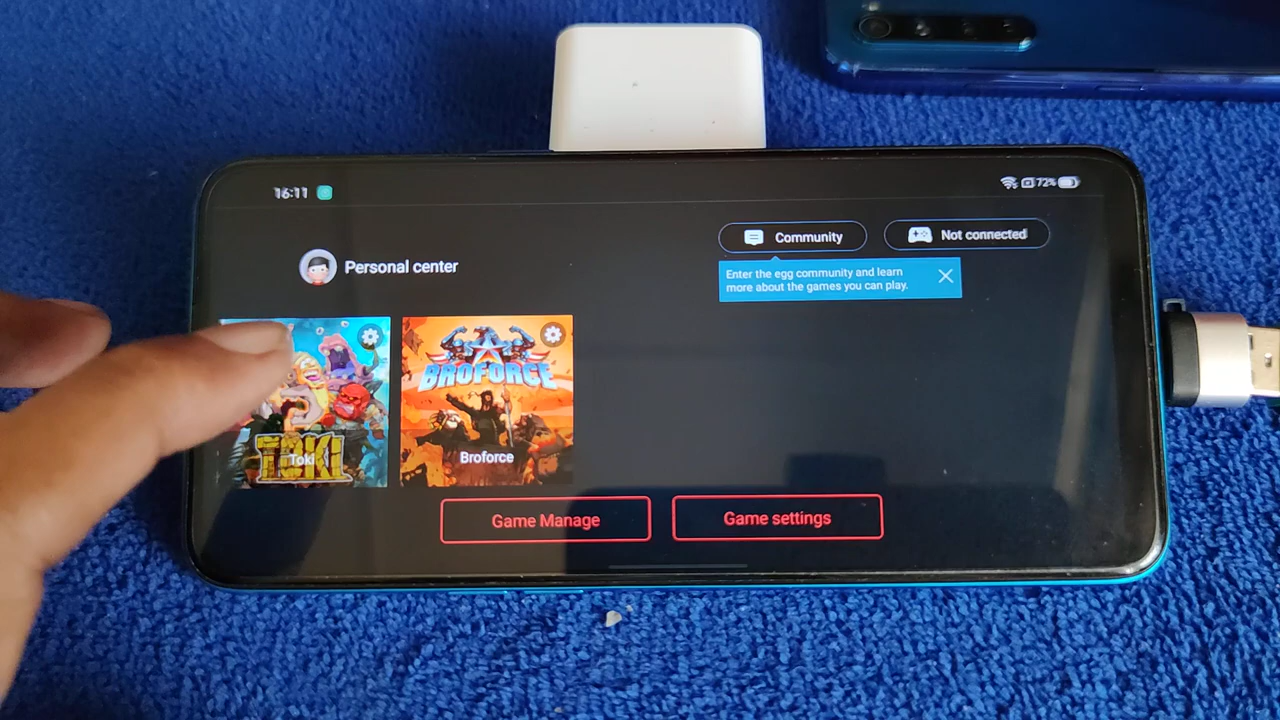 16:11
72%
Community
Not connected
Personal center
Enter the egg community and learn
more about the games you can play.
BROFORCE
TOKI
Toki
Broforce
Game Manage
Game settings